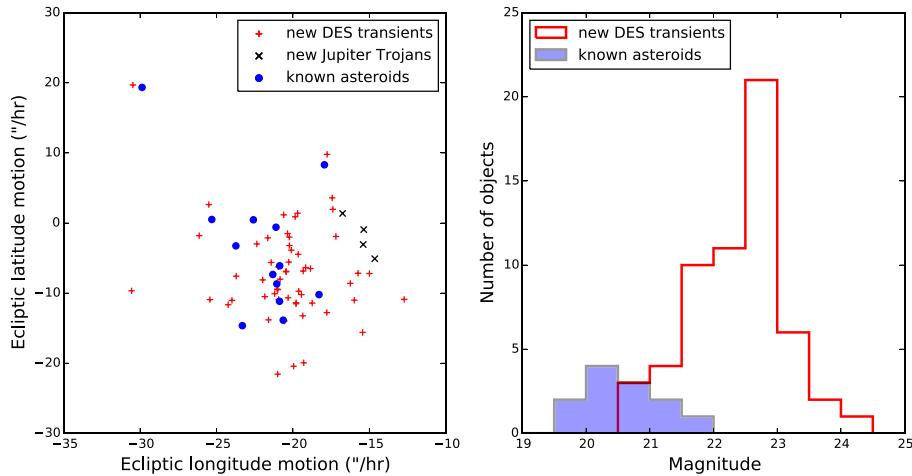 new DES transients
new Jupiter Trojans
known asteroids
30
20
10
0
−10
−20
−30
Ecliptic latitude motion ("/hr)
−35
−30
−25
−20
−15
−10
Ecliptic longitude motion ("/hr)
new DES transients
known asteroids
25
20
15
10
5
0
Number of objects
19
20
21
22
23
24
25
Magnitude